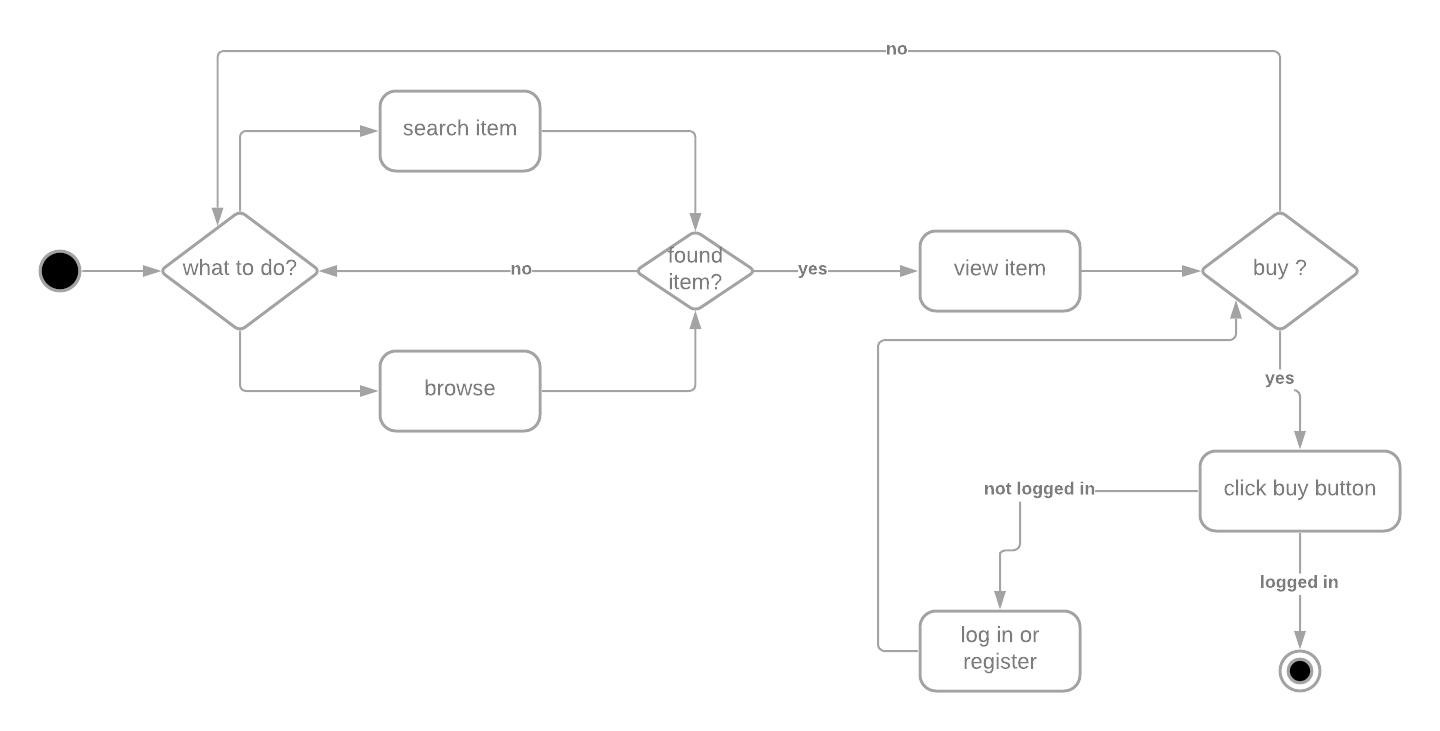 no
search item
what to do?
no
found
item?
yes
view item
buy ?
browse
yes
not logged in
click buy button
logged in
log in or
register